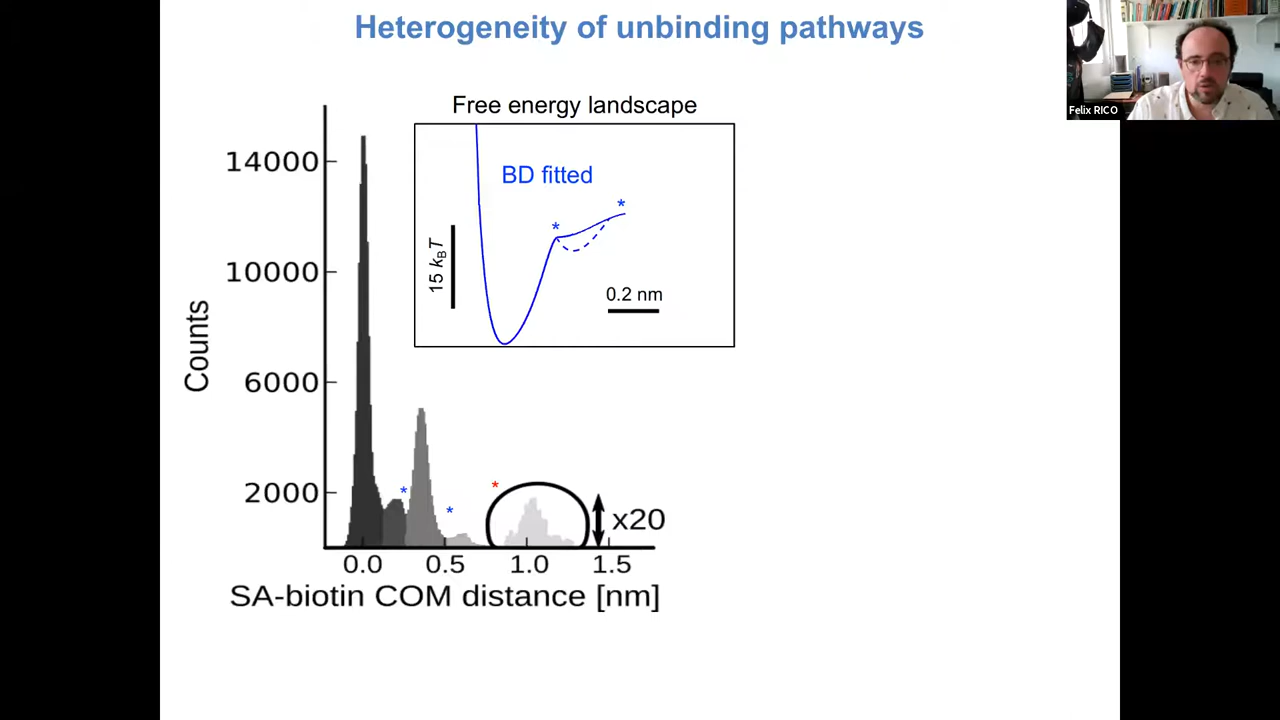 Heterogeneity of unbinding pathways
Felix RICO
Free energy landscape
BD fitted
*
*
15 kBT
0.2 nm
Counts
14000
10000
6000
2000
*
*
*
x20
0.0 0.5 1.0 1.5
SA-biotin COM distance [nm]